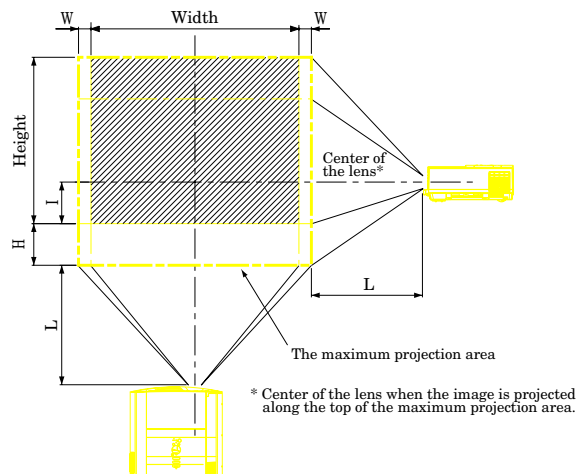 W
Width
W
Height
Center of
the lens*
I
H
L
L
The maximum projection area
* Center of the lens when the image is projected
along the top of the maximum projection area.